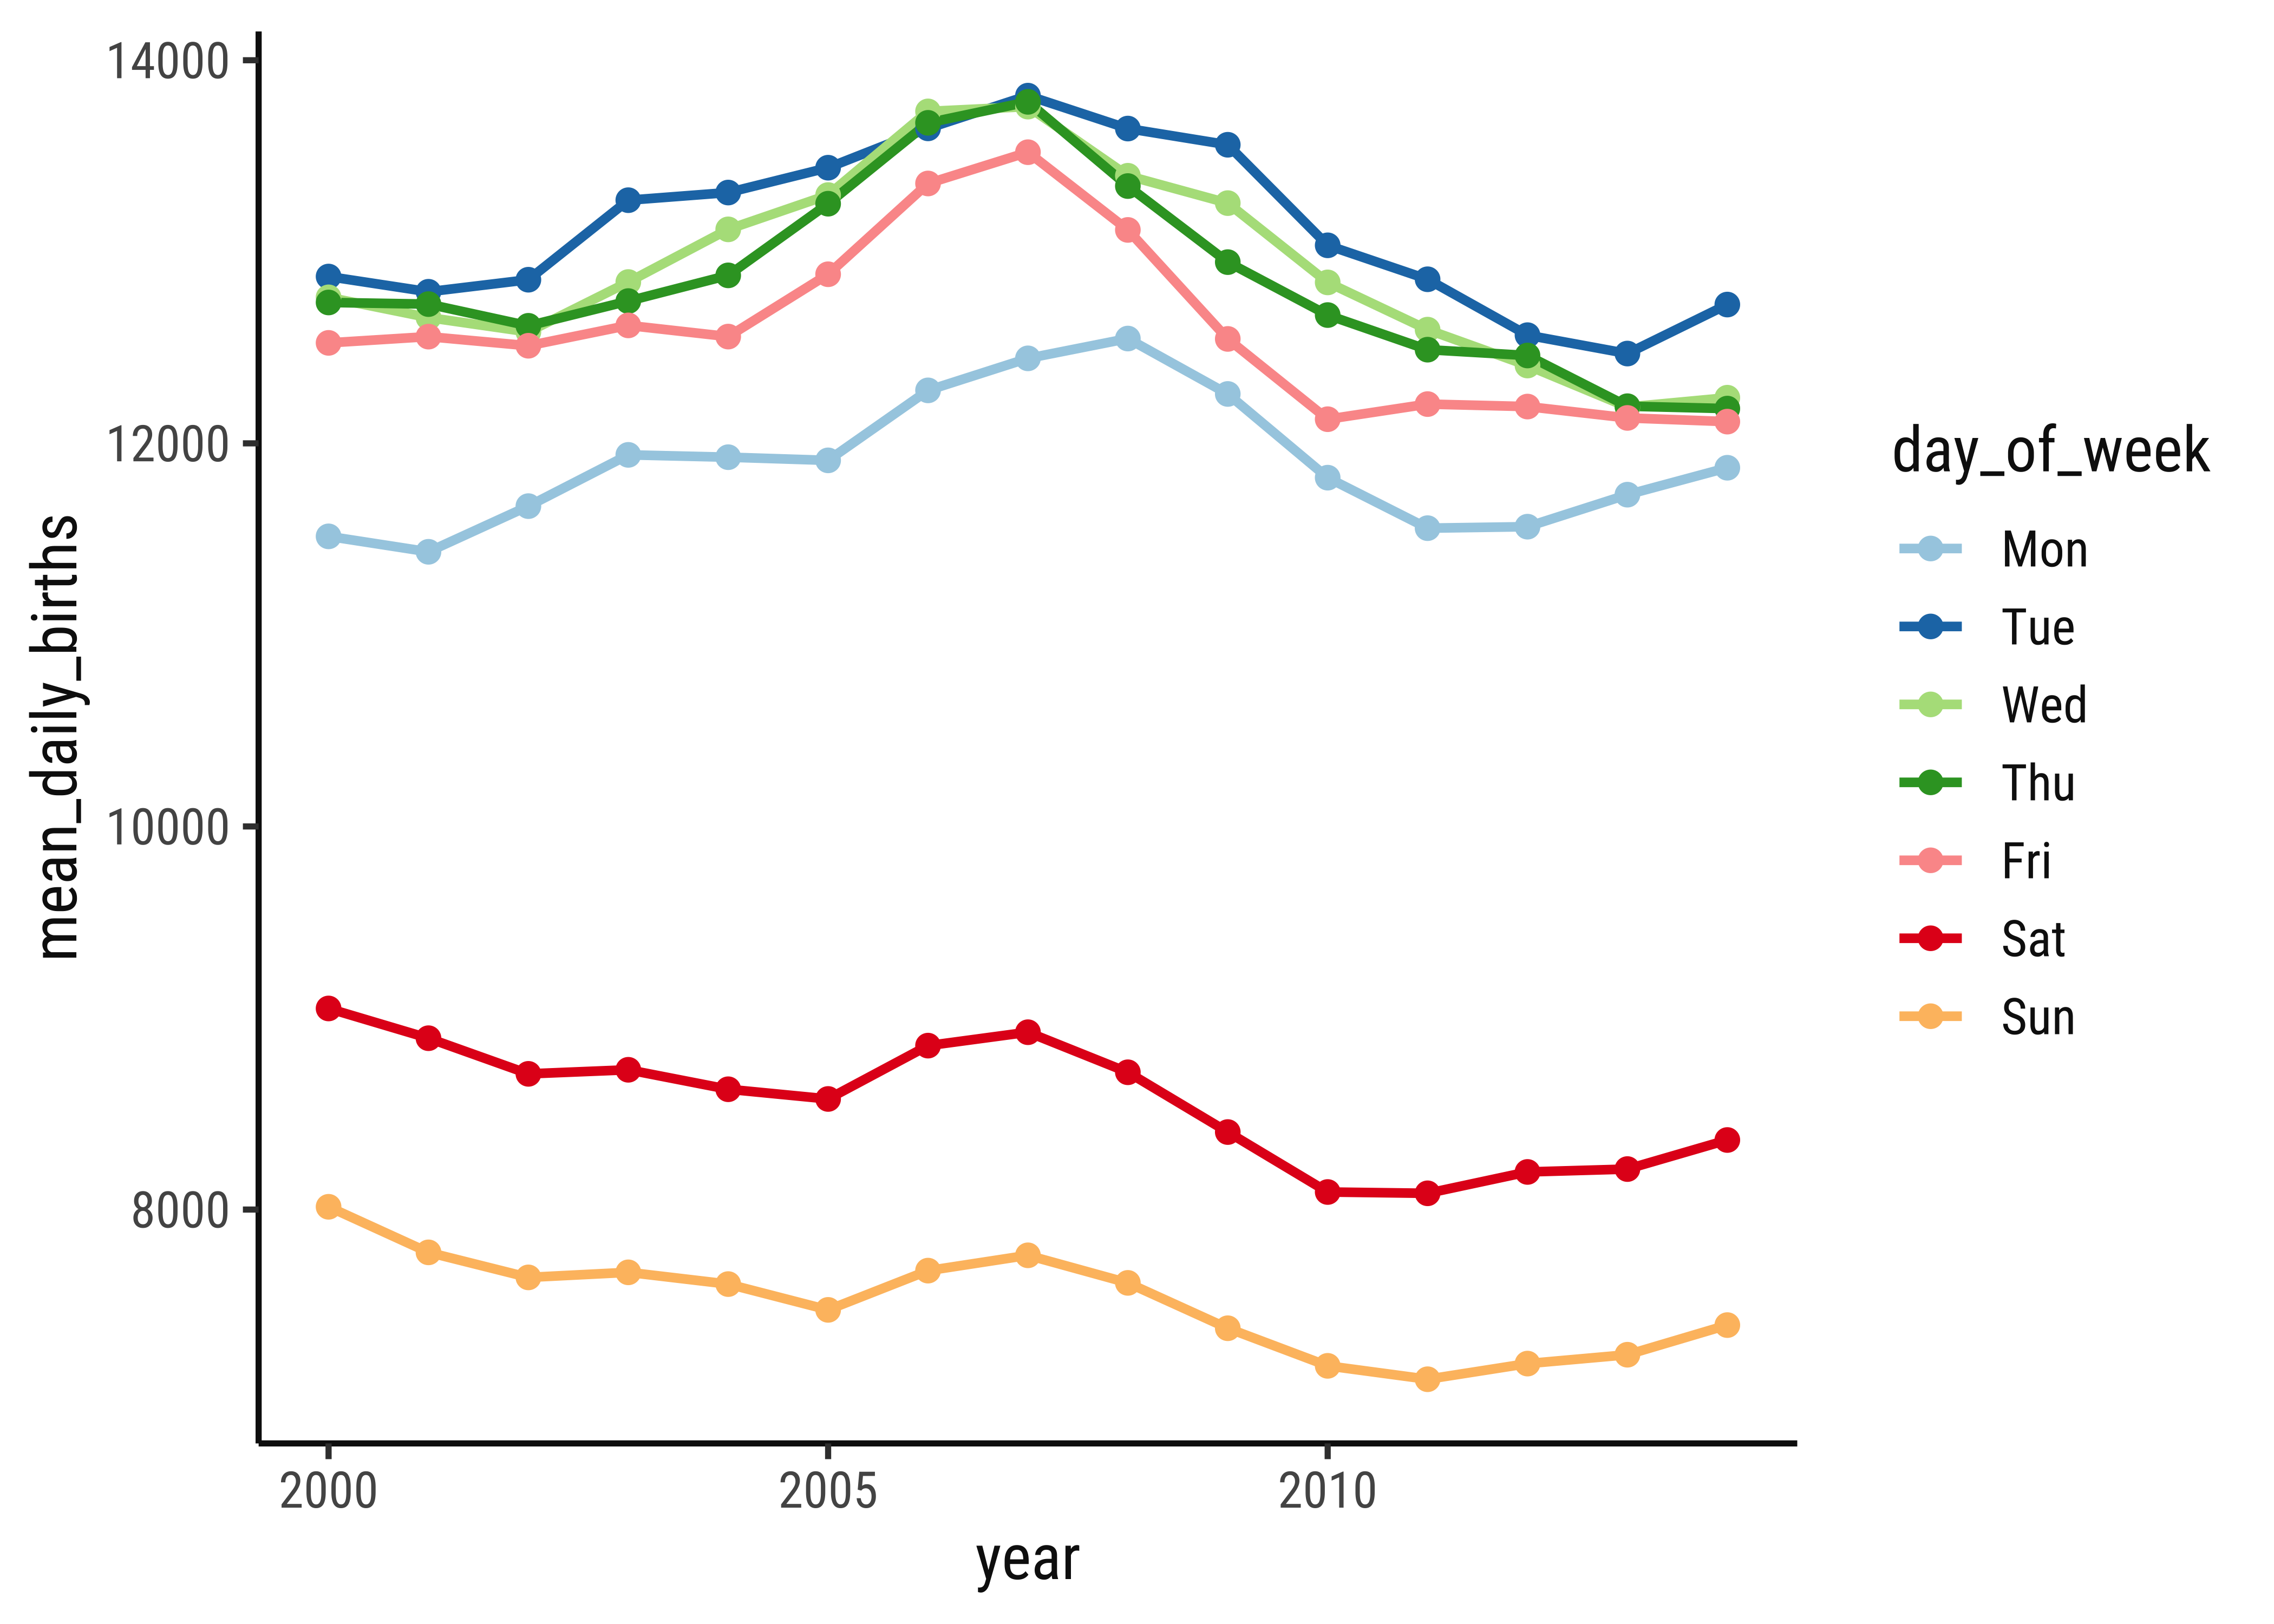 14000
12000
10000
8000
mean_daily_births
2000
2005
2010
year
day_of_week
Mon
Tue
Wed
Thu
Fri
Sat
Sun